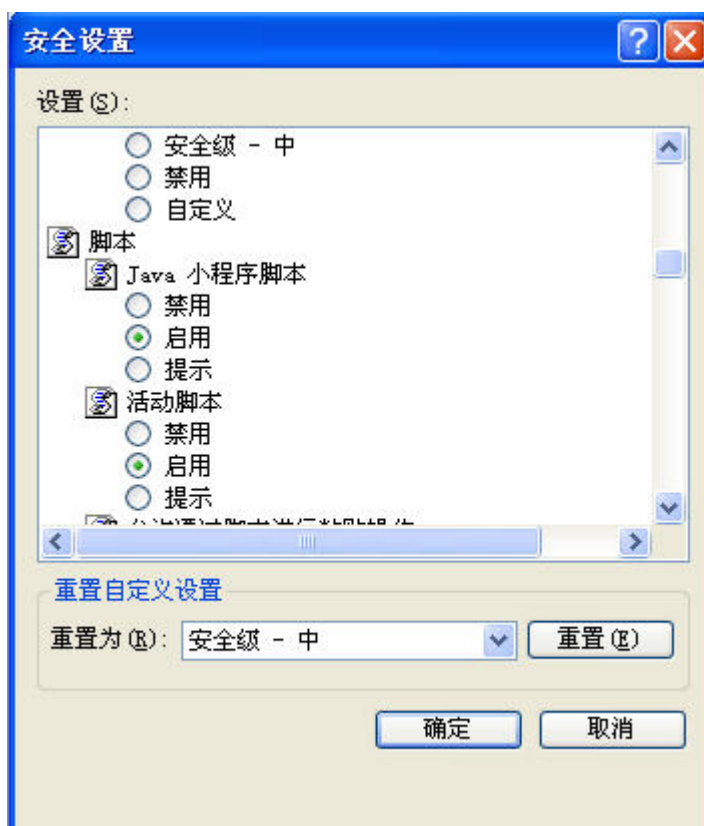 安全设置
设置(S):
安全级 - 中
禁用
自定义
脚本
Java 小程序脚本
禁用
启用
提示
活动脚本
禁用
启用
提示
重置自定义设置
重置为(R): 安全级 - 中 重置(E)
确定 取消